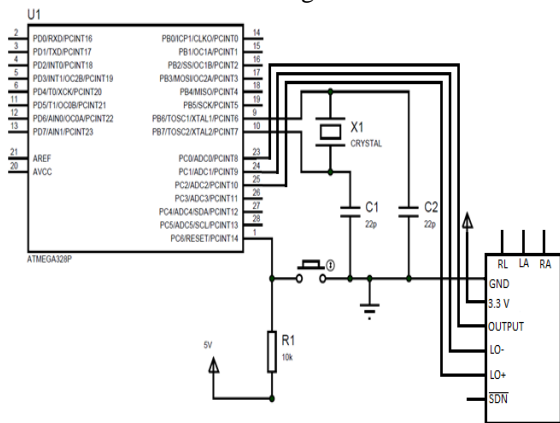 U1
2 PD0/RXD/PCINT16 PB0/ICP1/CLKO/PCINT0 14
3 PD1/TXD/PCINT17 PB1/OC1A/PCINT1 15
4 PD2/INT0/PCINT18 PB2/SS/OC1B/PCINT2 16
5 PD3/INT1/OC2B/PCINT19 PB3/MOSI/OC2A/PCINT3 17
6 PD4/T0/XCK/PCINT20 PB4/MISO/PCINT4 18
11 PD5/T1/OC0B/PCINT21 PB5/SCK/PCINT5 19
12 PD6/AIN0/OC0A/PCINT22 PB6/TOSC1/XTAL1/PCINT6 9
13 PD7/AIN1/PCINT23 PB7/TOSC2/XTAL2/PCINT7 10
21 AREF PC0/ADC0/PCINT8 23
20 AVCC PC1/ADC1/PCINT9 24
PC2/ADC2/PCINT10 25
PC3/ADC3/PCINT11 26
PC4/ADC4/SDA/PCINT12 27
PC5/ADC5/SCL/PCINT13 28
PC6/RESET/PCINT14 1
ATMEGA328P
X1
CRYSTAL
C1
22p
C2
22p
R1
10k
5V
RL LA RA
GND
3.3 V
OUTPUT
LO-
LO+
SDN